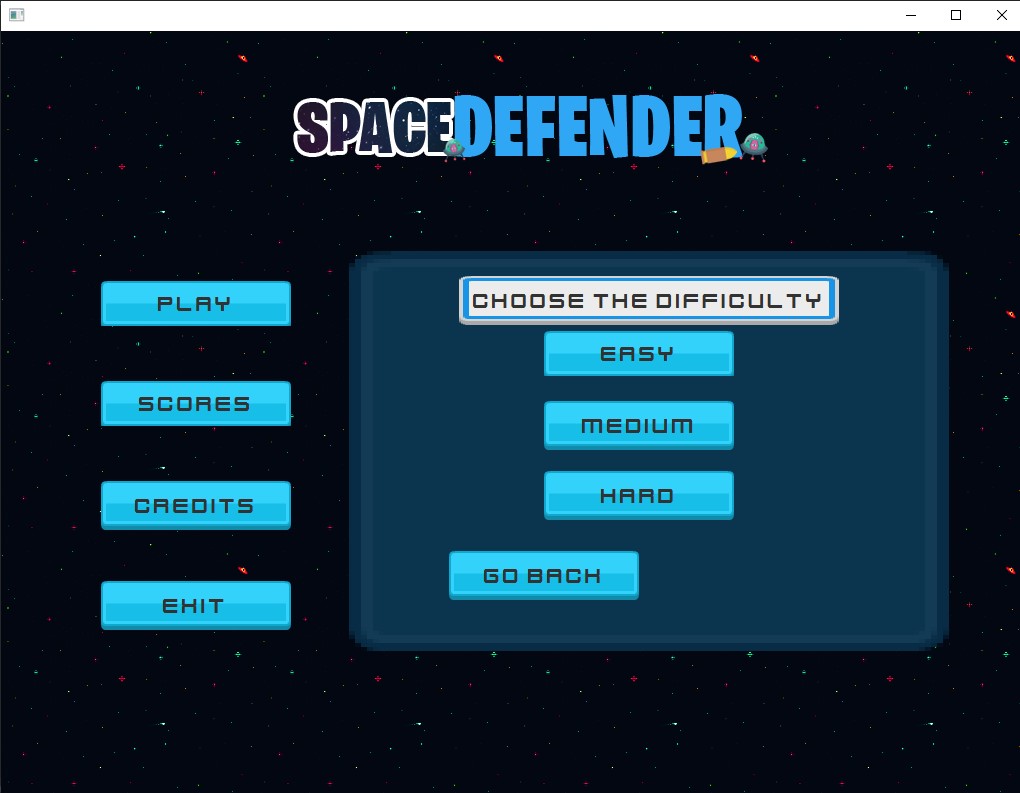 SPACEDEFENDER
PLAY
SCORES
CREDITS
EXIT
CHOOSE THE DIFFICULTY
EASY
MEDIUM
HARD
GO BACK